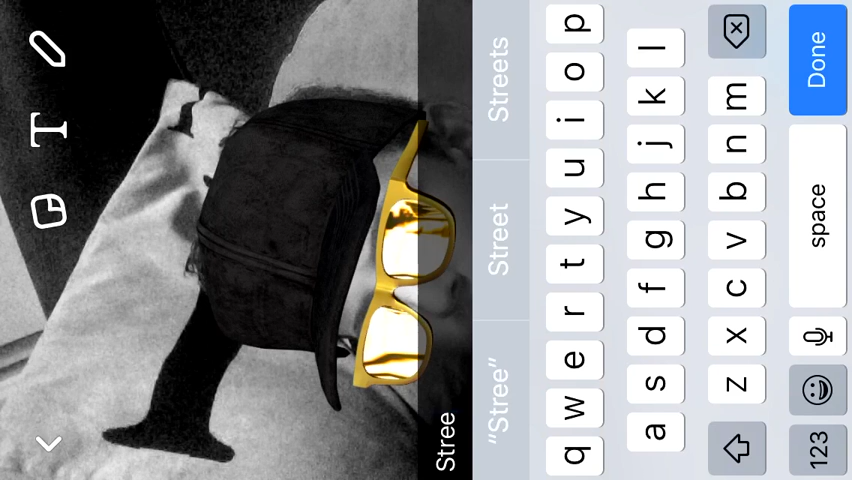 T
Stree
"Stree" Street Streets
q w e r t y u i o p
a s d f g h j k l
z x c v b n m
123 space Done